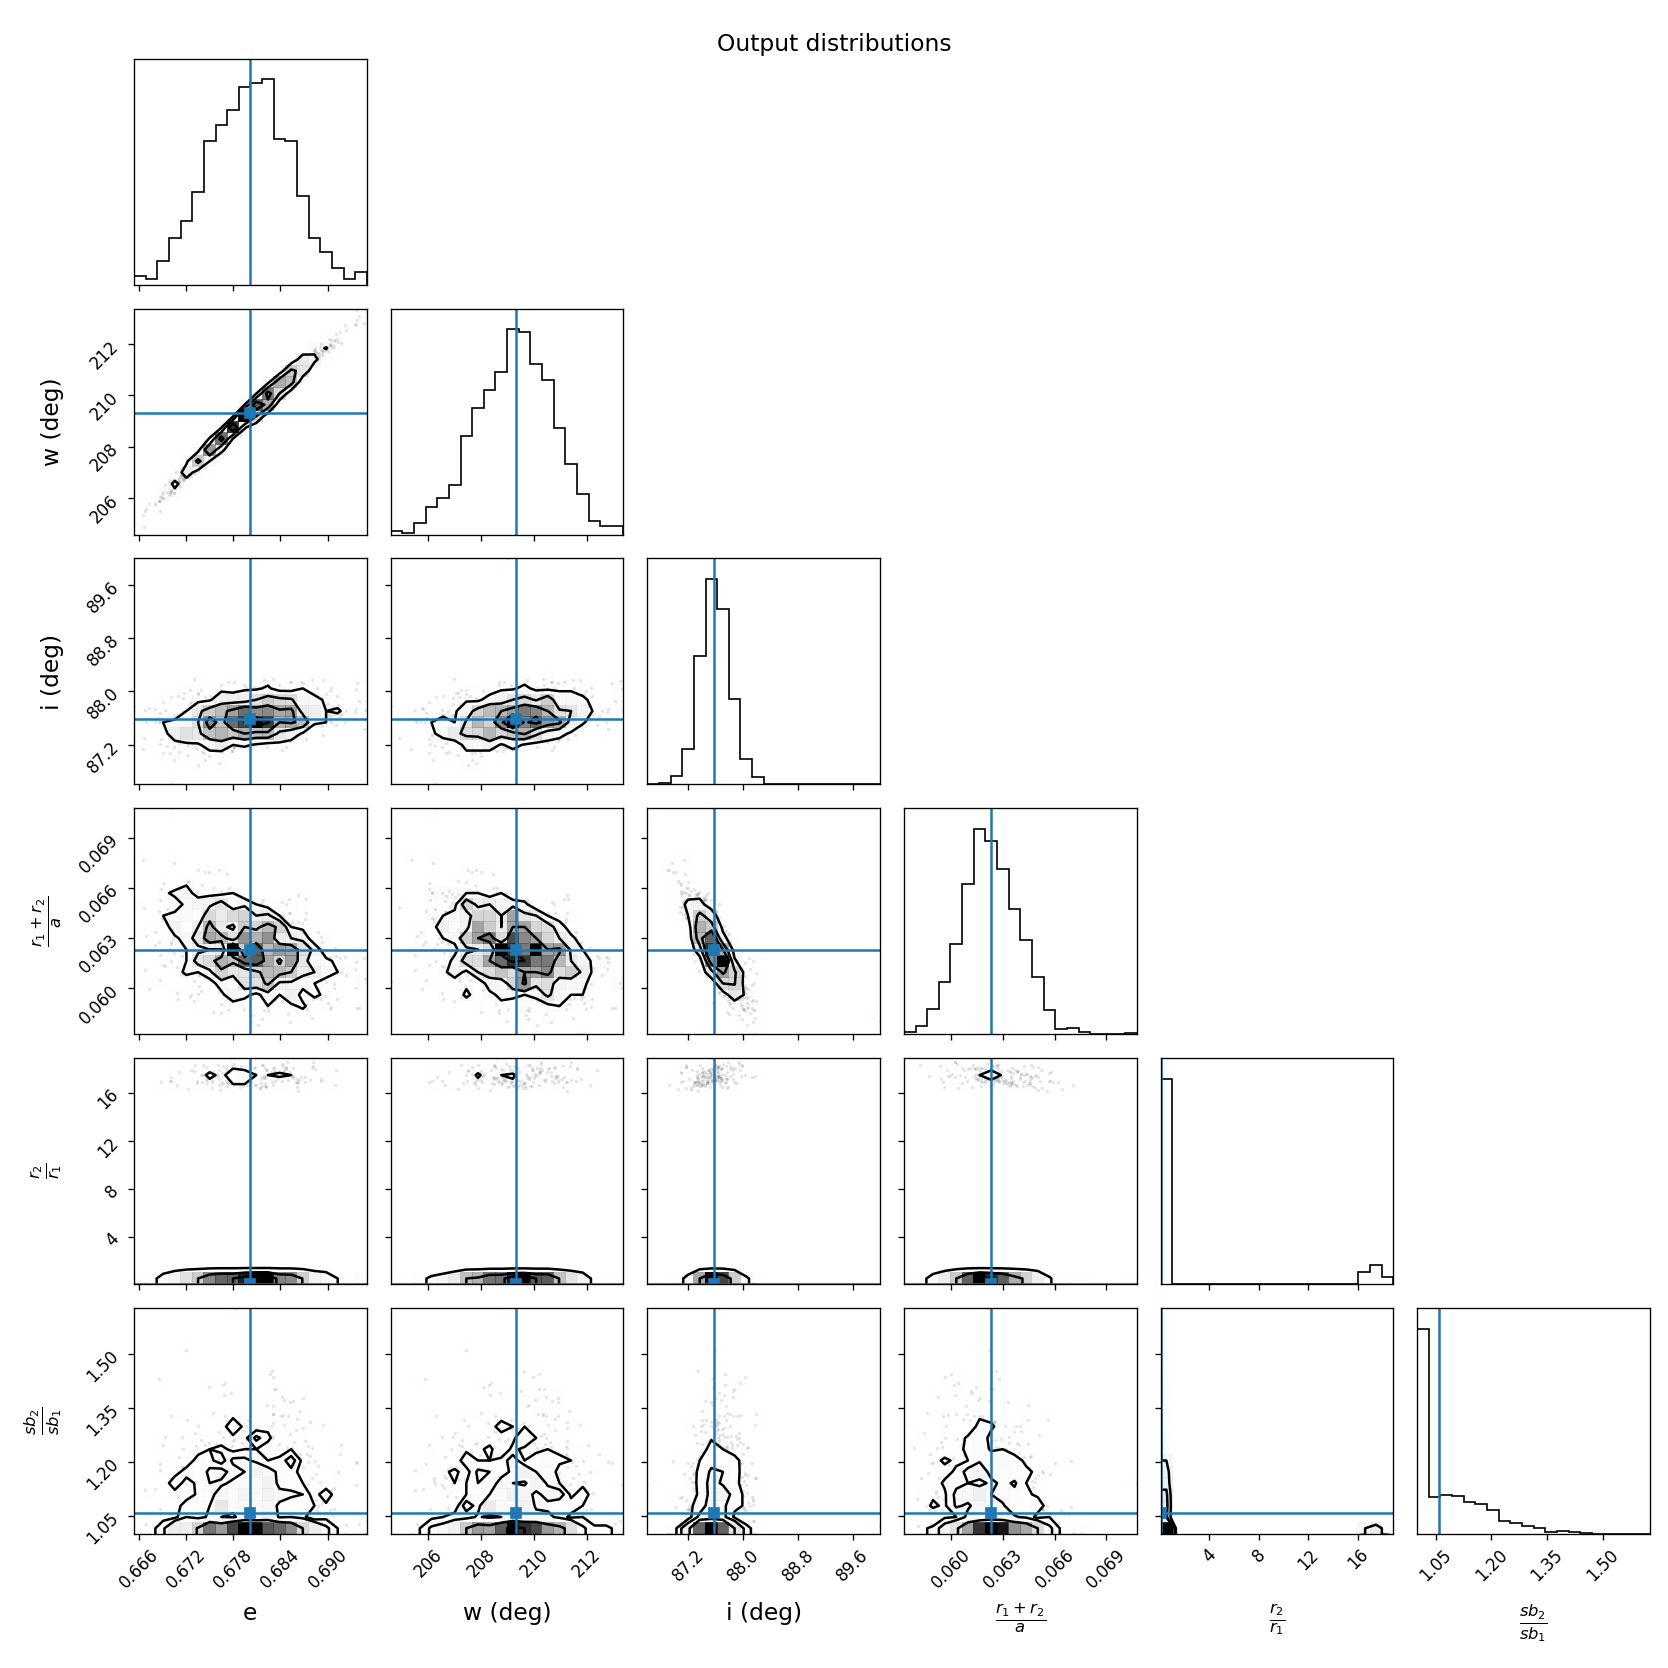 Output distributions
212
210
208
206
w (deg)
89.6
88.8
88.0
87.2
i (deg)
0.069
0.066
0.063
0.060
r₁ + r₂
a
16
12
8
4
r₂
r₁
1.50
1.35
1.20
1.05
sb₂
sb₁
0.666 0.672 0.678 0.684 0.690 206 208 210 212 87.2 88.0 88.8 89.6 0.060 0.063 0.066 0.069 4 8 12 16 1.05 1.20 1.35 1.50
e w (deg) i (deg)
r₁ + r₂ r₂ sb₂
a r₁ sb₁